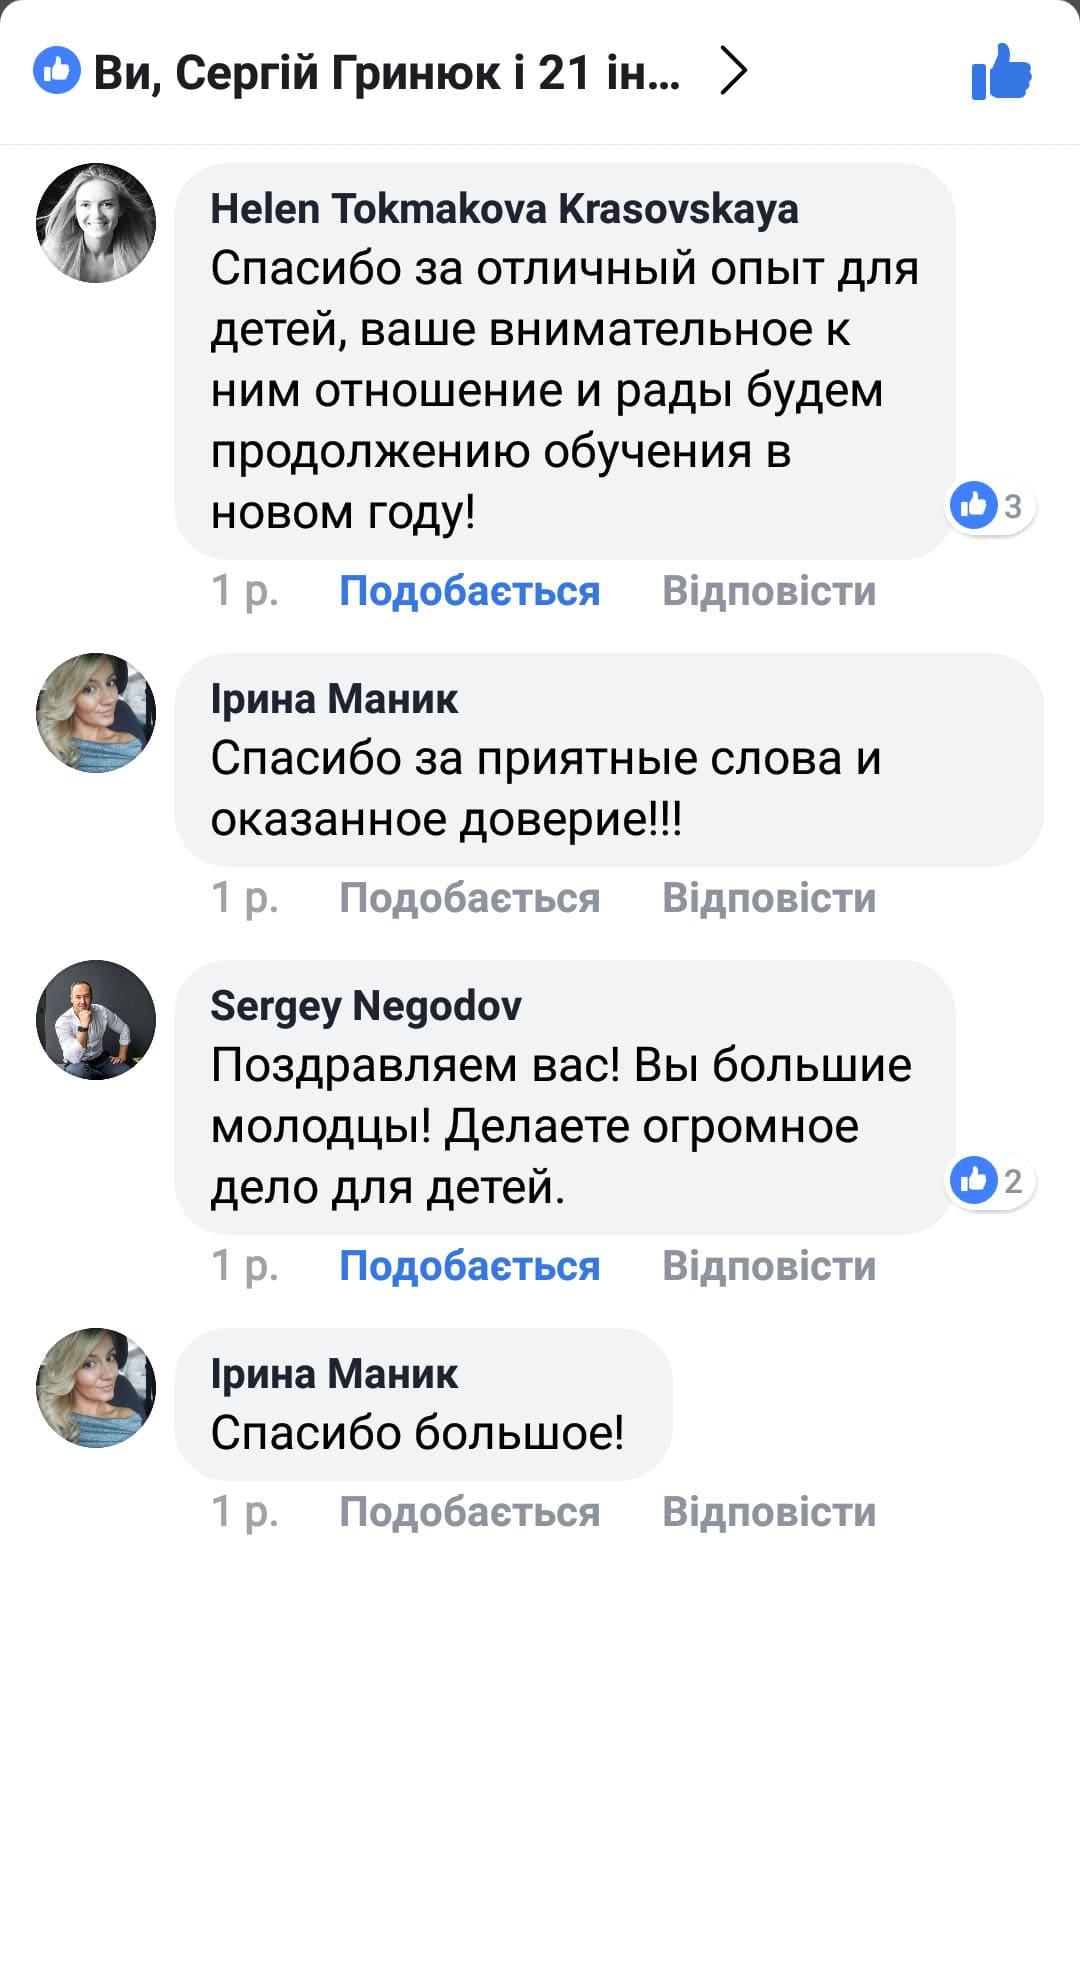 Ви, Сергій Гринюк і 21 ін...
Helen Tokmakova Krasovskaya
Спасибо за отличный опыт для
детей, ваше внимательное к
ним отношение и рады будем
продолжению обучения в
новом году!
3
1 р. Подобається Відповісти
Ірина Маник
Спасибо за приятные слова и
оказанное доверие!!!
1 р. Подобається Відповісти
Sergey Negodov
Поздравляем вас! Вы большие
молодцы! Делаете огромное
дело для детей.
2
1 р. Подобається Відповісти
Ірина Маник
Спасибо большое!
1 р. Подобається Відповісти